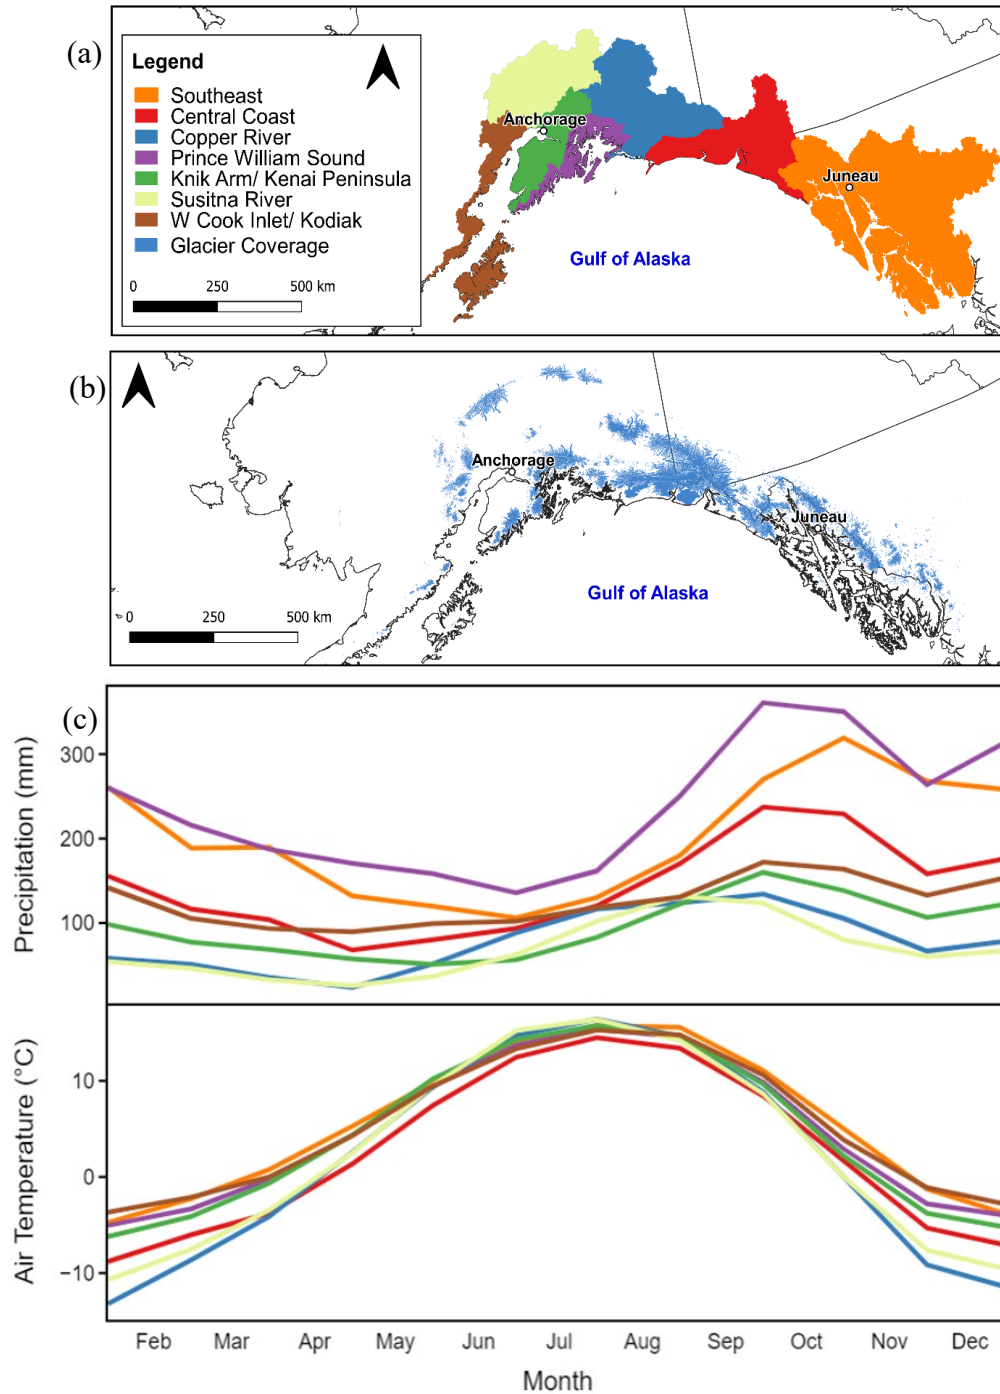 (a)
Legend
Southeast
Central Coast
Copper River
Prince William Sound
Knik Arm/ Kenai Peninsula
Susitna River
W Cook Inlet/ Kodiak
Glacier Coverage
0 250 500 km
Anchorage
Juneau
Gulf of Alaska
(b)
Anchorage
Juneau
Gulf of Alaska
0 250 500 km
(c)
Precipitation (mm)
300
200
100
Air Temperature (°C)
10
0
−10
Feb Mar Apr May Jun Jul Aug Sep Oct Nov Dec
Month